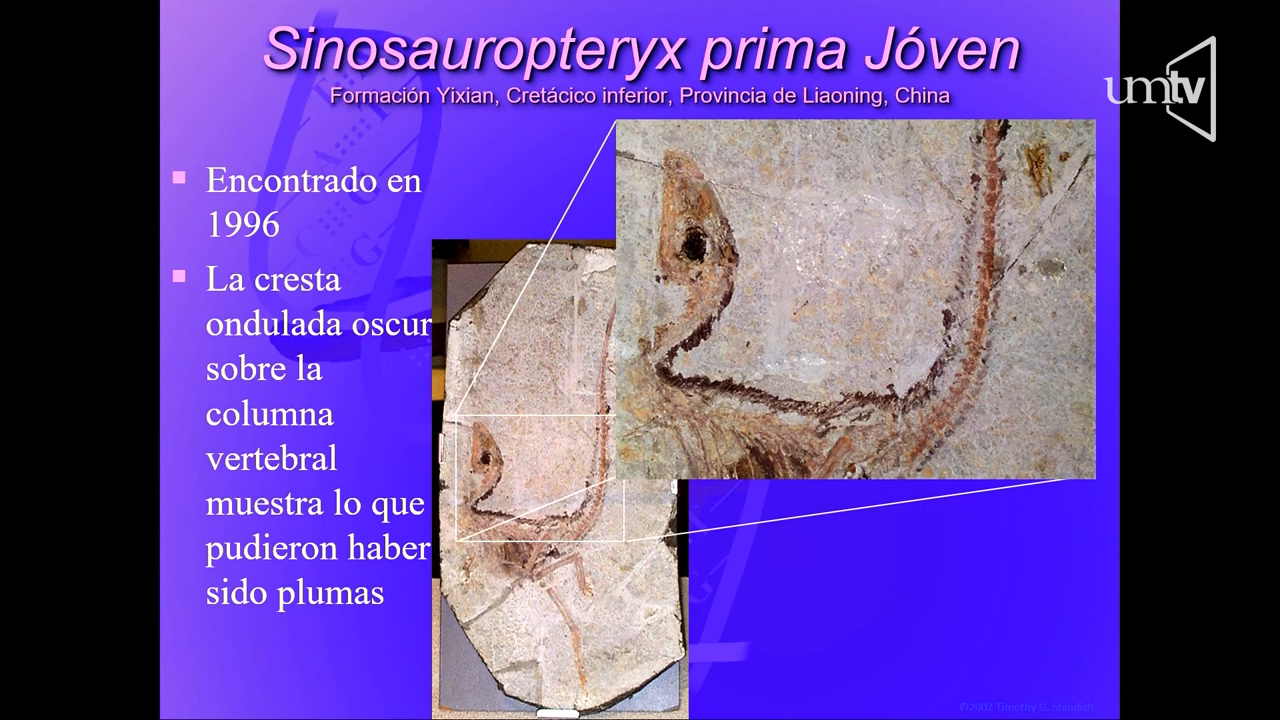 Sinosauropteryx prima Jóven
Formación Yixian, Cretácico inferior, Provincia de Liaoning, China
umtv
Encontrado en
1996
La cresta
ondulada oscur
sobre la
columna
vertebral
muestra lo que
pudieron haber
sido plumas
©2002 Timothy G. Standish